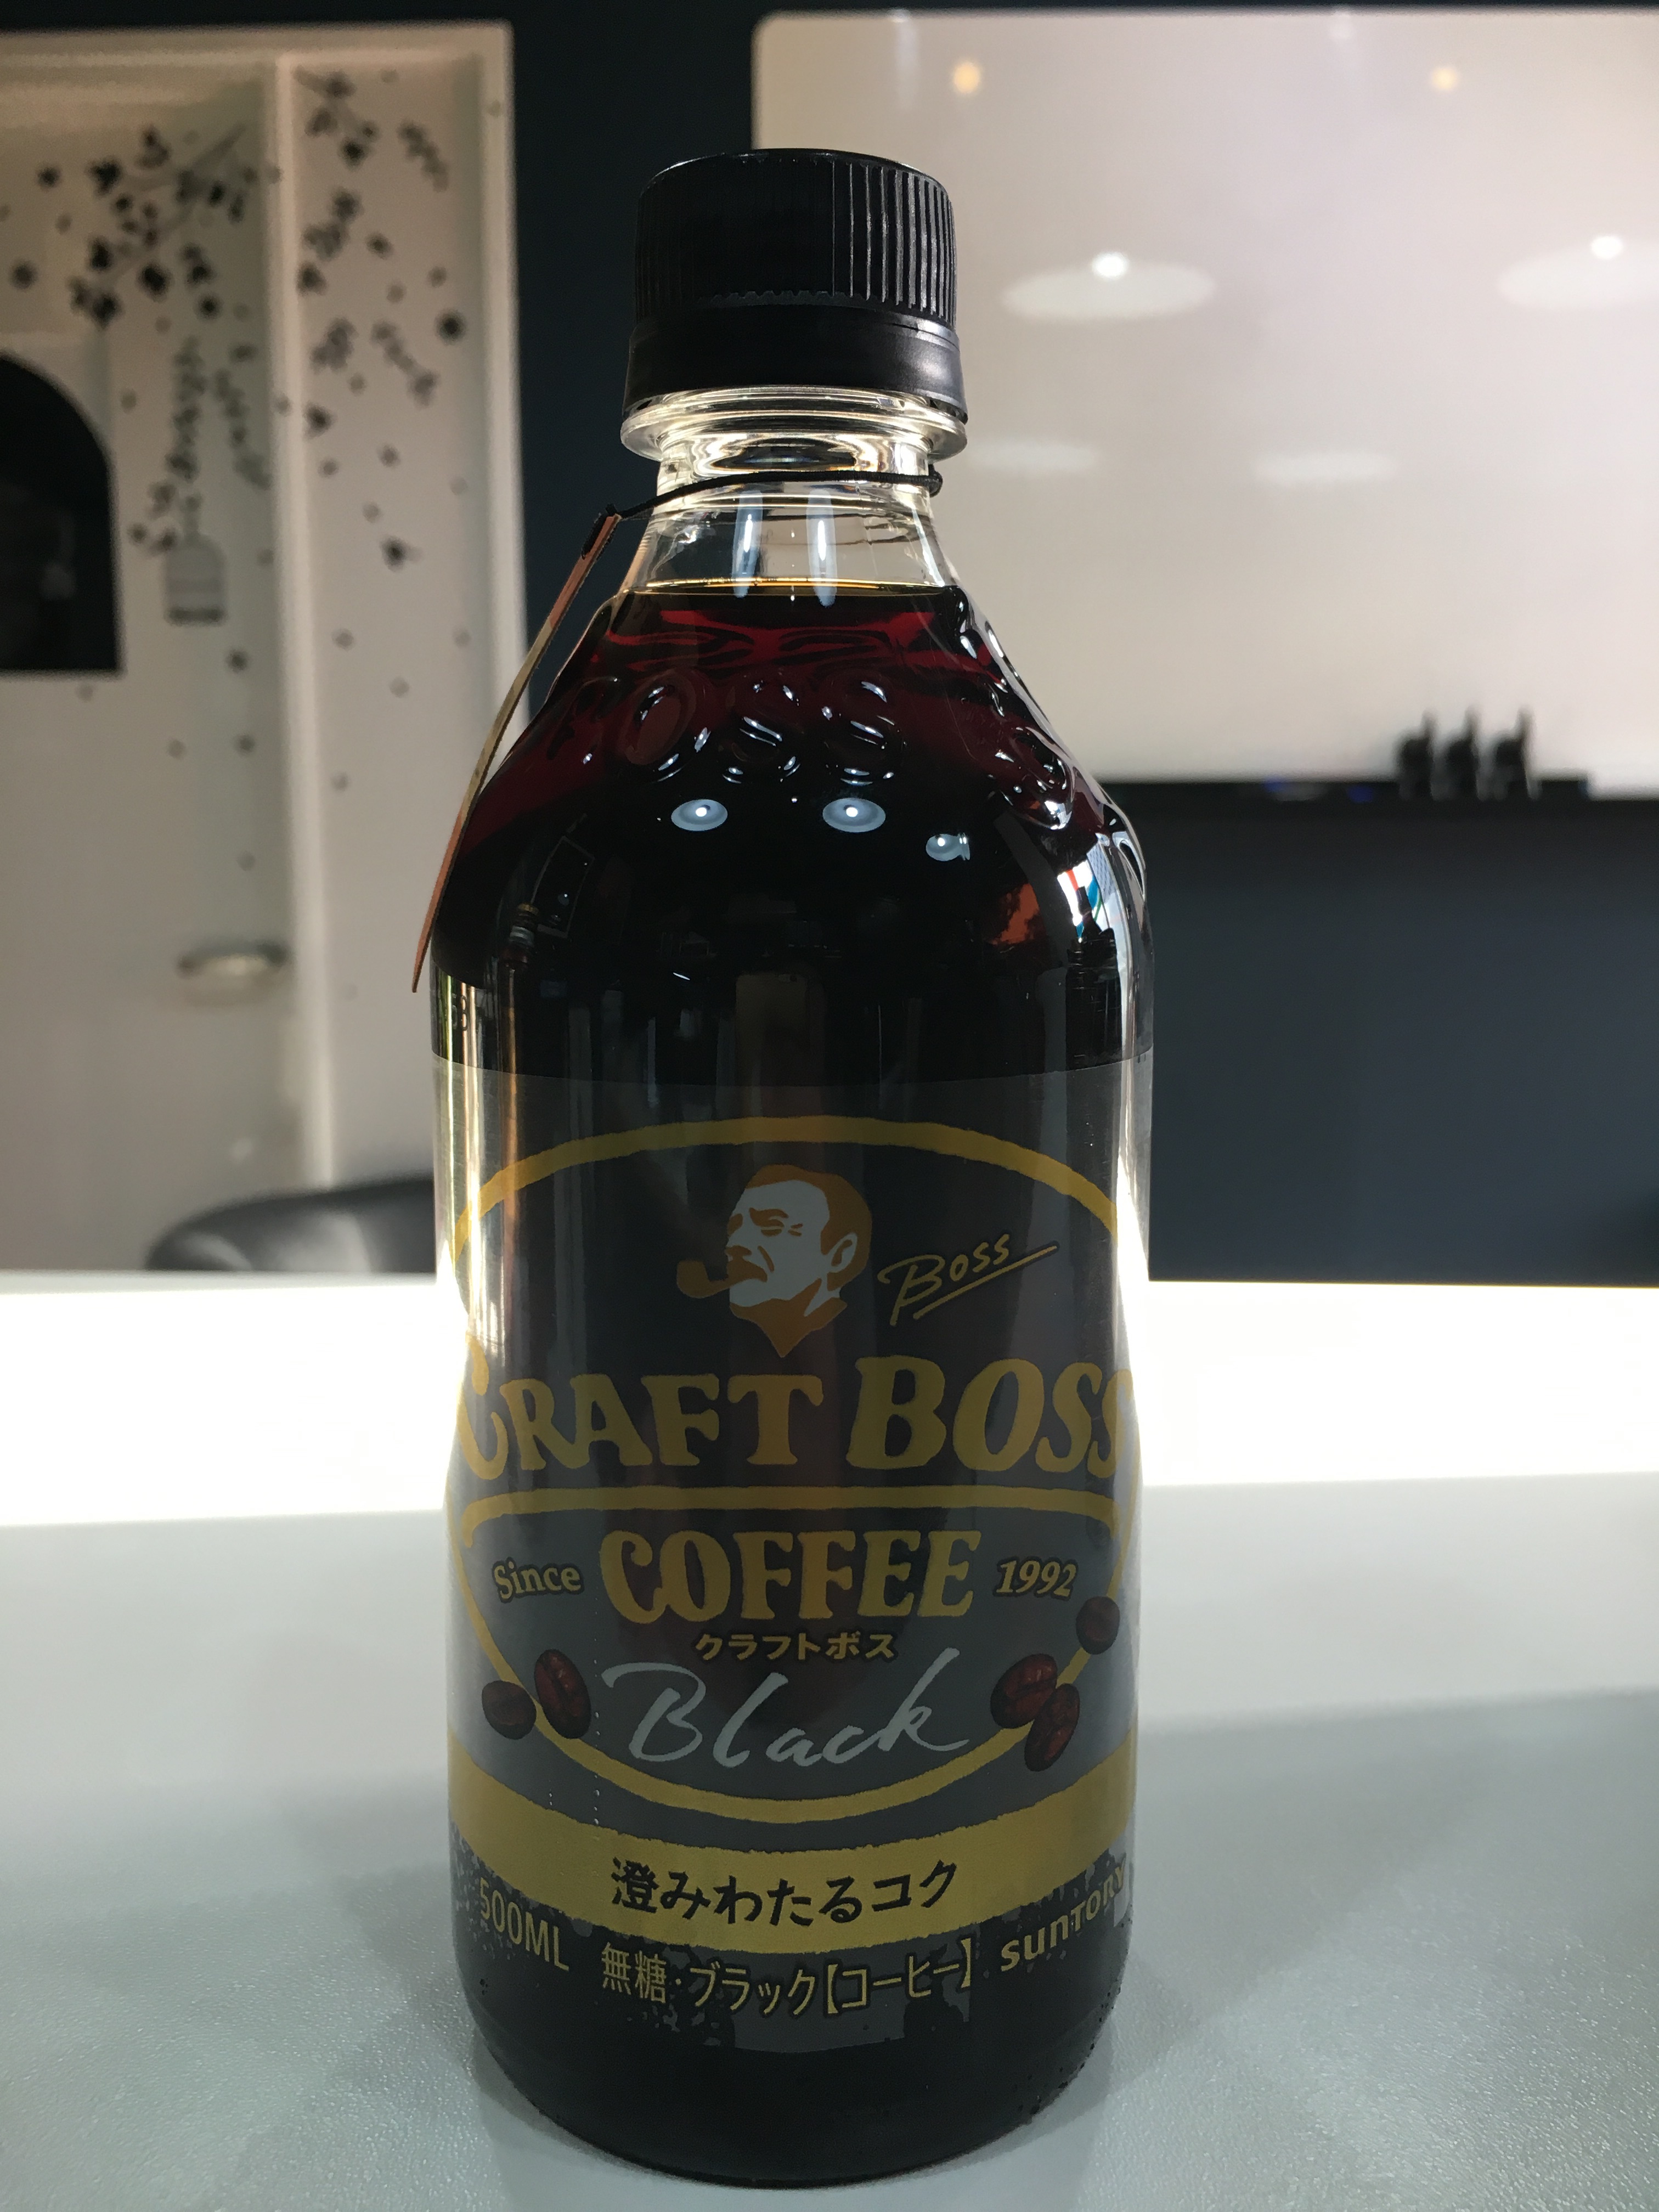 BOSS
Boss
CRAFT BOSS
Since COFFEE 1992
クラフトボス
Black
澄みわたるコク
500ML 無糖・ブラック【コーヒー】 SUNTORY